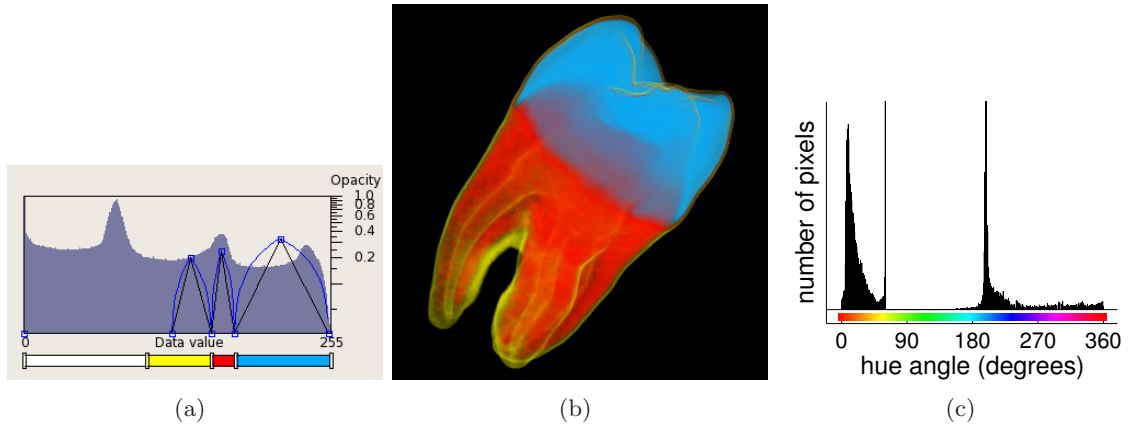 Opacity
1.0
0.8
0.6
0.4
0.2
0 Data value 255
number of pixels
0 90 180 270 360
hue angle (degrees)
(a) (b) (c)